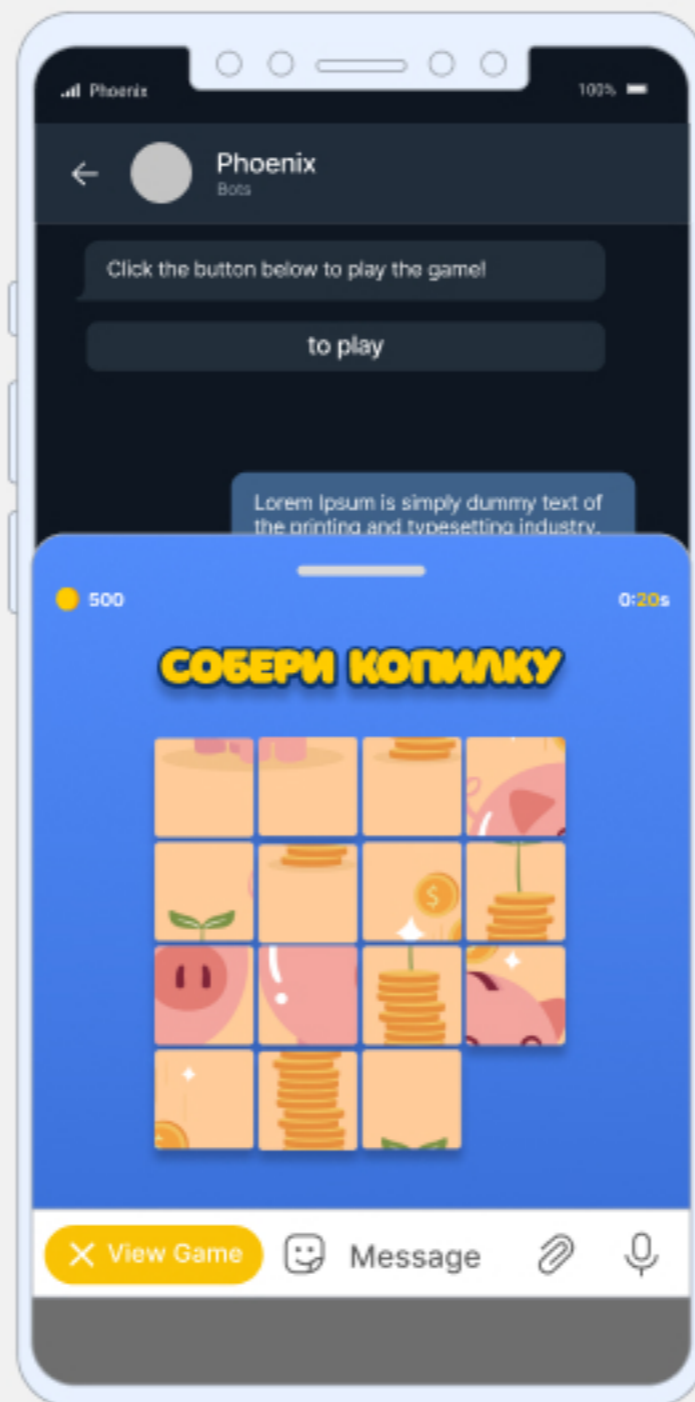 Phoenix
100%
Phoenix
Bots
Click the button below to play the game!
to play
Lorem Ipsum is simply dummy text of
the printing and typesetting industry.
500
0:20s
СОБЕРИ КОПИЛКУ
$
View Game
Message